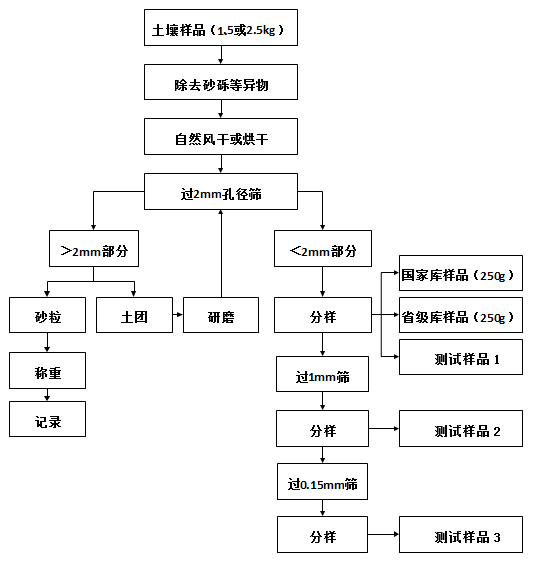 土壤样品（1.5或2.5kg）
除去砂砾等异物
自然风干或烘干
过2mm孔径筛
＞2mm部分
＜2mm部分
国家库样品（250g）
砂粒
土团
研磨
分样
省级库样品（250g）
测试样品1
称重
过1mm筛
记录
分样
测试样品2
过0.15mm筛
分样
测试样品3